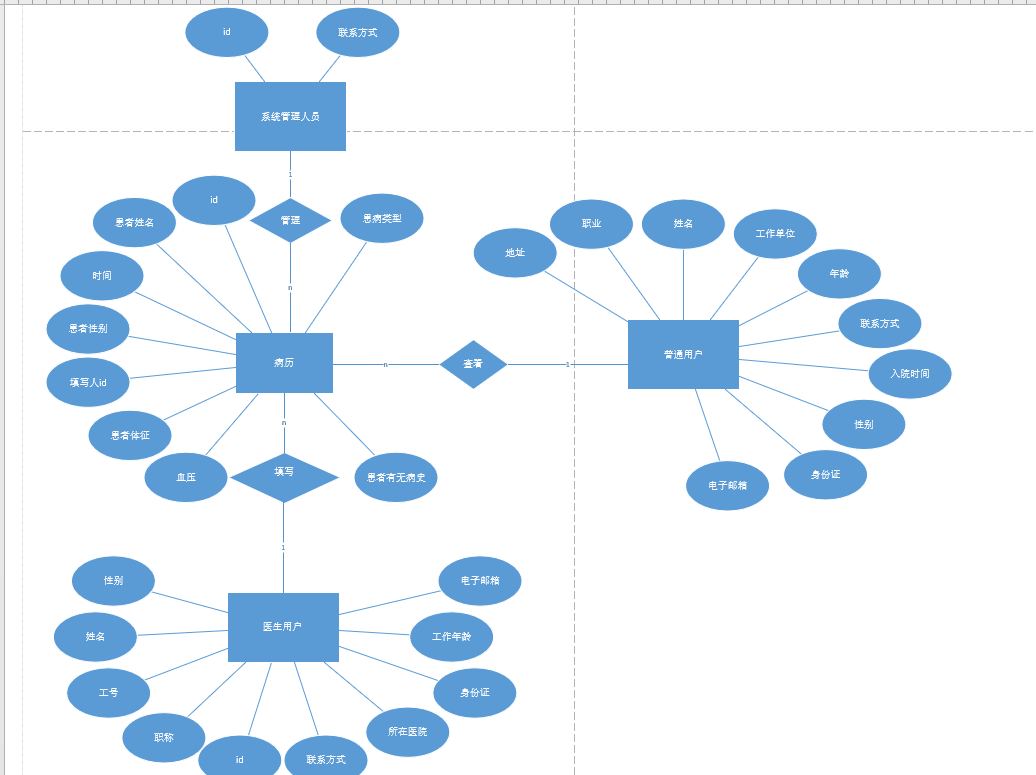 id
联系方式
系统管理人员
1
患者姓名
id
管理
患病类型
时间
n
患者性别
病历
填写人id
患者体征
n
血压
填写
患者有无病史
1
n
查看
1
地址
职业
姓名
工作单位
年龄
联系方式
普通用户
入院时间
性别
身份证
电子邮箱
性别
电子邮箱
姓名
医生用户
工作年龄
工号
身份证
职称
所在医院
id
联系方式